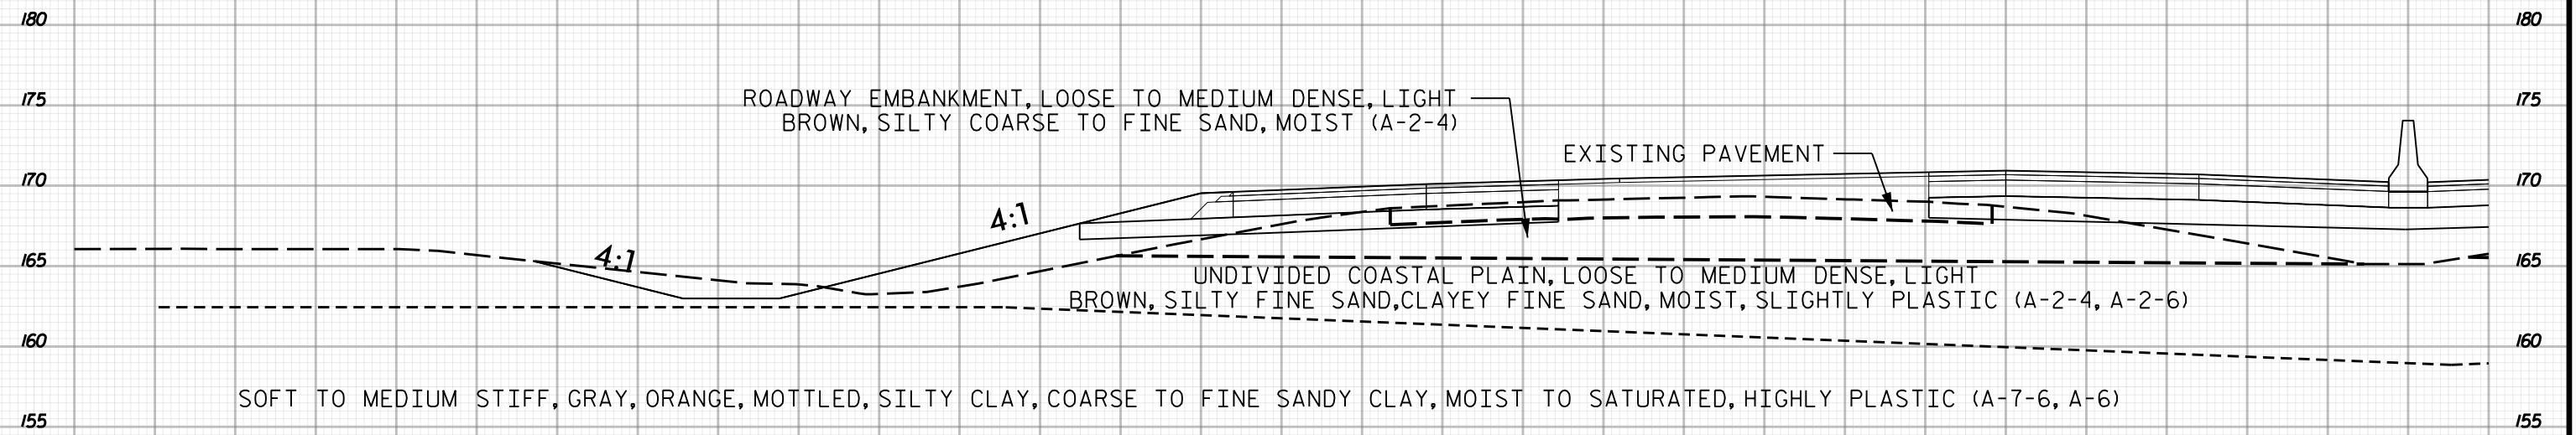 180 180
175 175
ROADWAY EMBANKMENT, LOOSE TO MEDIUM DENSE, LIGHT
BROWN, SILTY COARSE TO FINE SAND, MOIST (A-2-4)
EXISTING PAVEMENT
170 170
4:1
4:1
165 165
UNDIVIDED COASTAL PLAIN, LOOSE TO MEDIUM DENSE, LIGHT
BROWN, SILTY FINE SAND, CLAYEY FINE SAND, MOIST, SLIGHTLY PLASTIC (A-2-4, A-2-6)
160 160
SOFT TO MEDIUM STIFF, GRAY, ORANGE, MOTTLED, SILTY CLAY, COARSE TO FINE SANDY CLAY, MOIST TO SATURATED, HIGHLY PLASTIC (A-7-6, A-6)
155 155